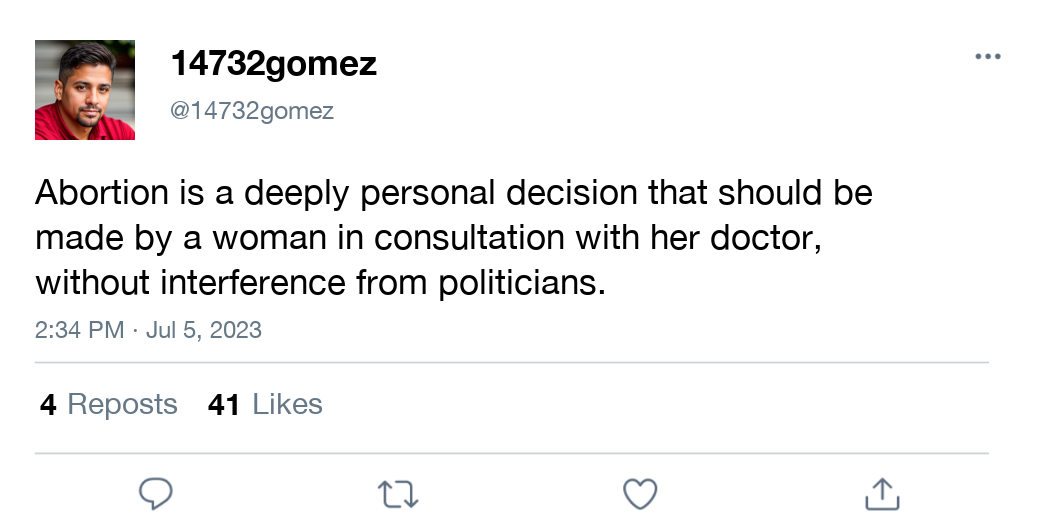 14732gomez
@14732gomez
Abortion is a deeply personal decision that should be
made by a woman in consultation with her doctor,
without interference from politicians.
2:34 PM · Jul 5, 2023
4 Reposts 41 Likes